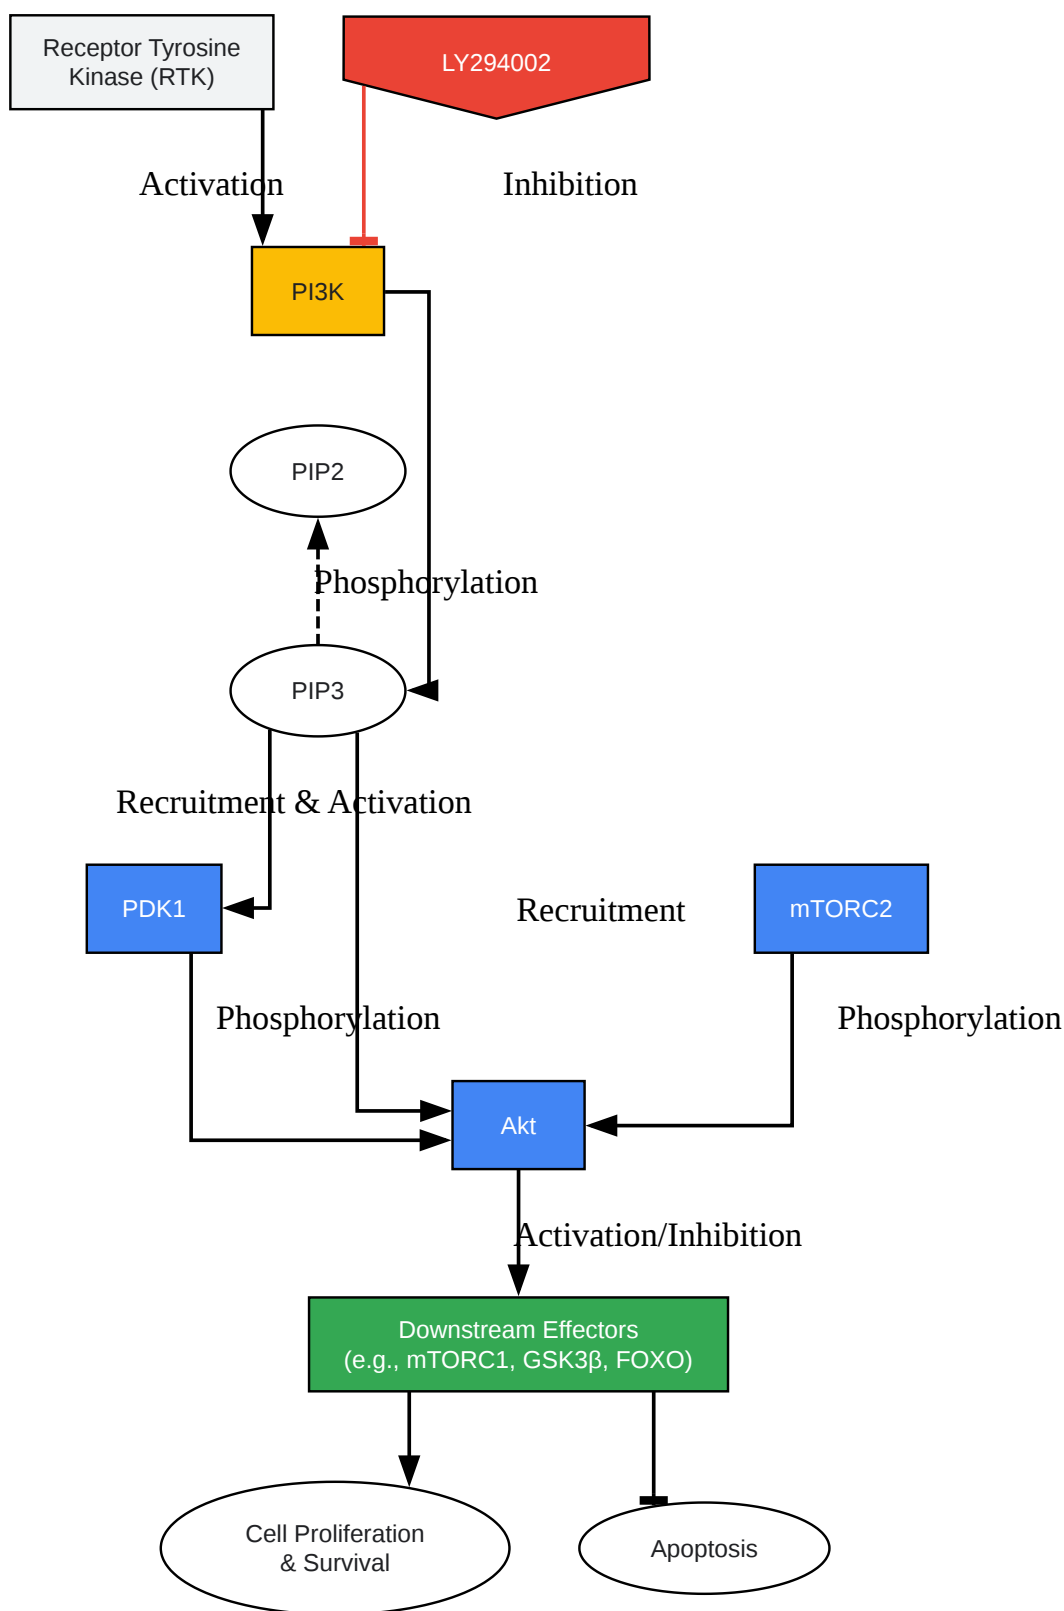 Receptor Tyrosine
Kinase (RTK)
LY294002
Activation
Inhibition
PI3K
PIP2
Phosphorylation
PIP3
Recruitment & Activation
PDK1
Recruitment
mTORC2
Phosphorylation
Phosphorylation
Akt
Activation/Inhibition
Downstream Effectors
(e.g., mTORC1, GSK3β, FOXO)
Cell Proliferation
& Survival
Apoptosis